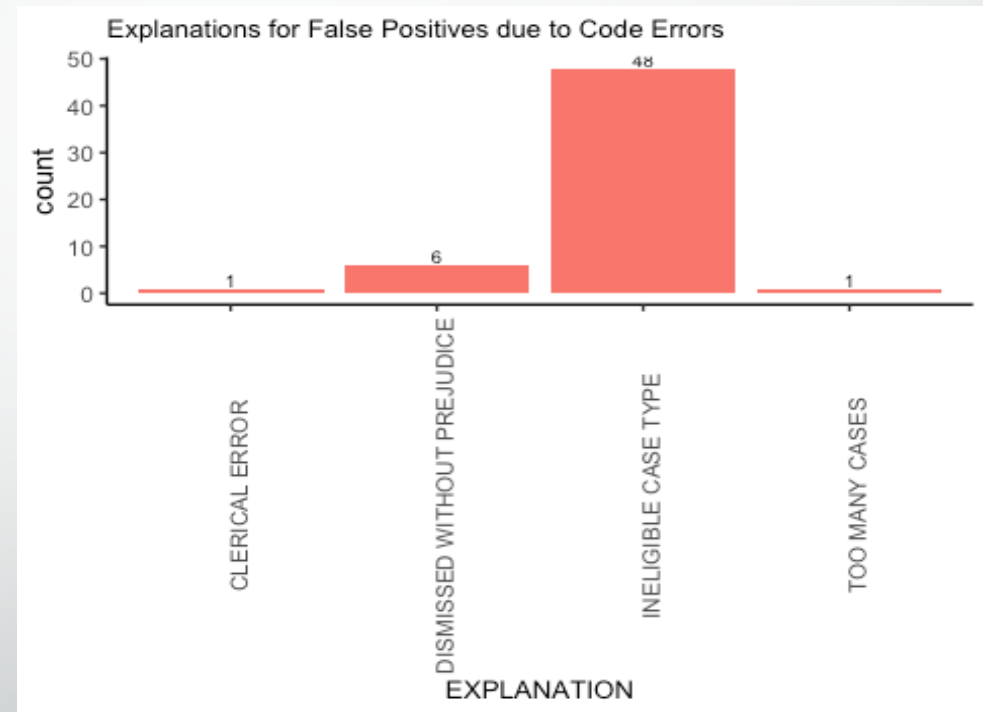 Explanations for False Positives due to Code Errors
50
40
30
20
10
0
count
1
6
48
1
CLERICAL ERROR
DISMISSED WITHOUT PREJUDICE
INELIGIBLE CASE TYPE
TOO MANY CASES
EXPLANATION